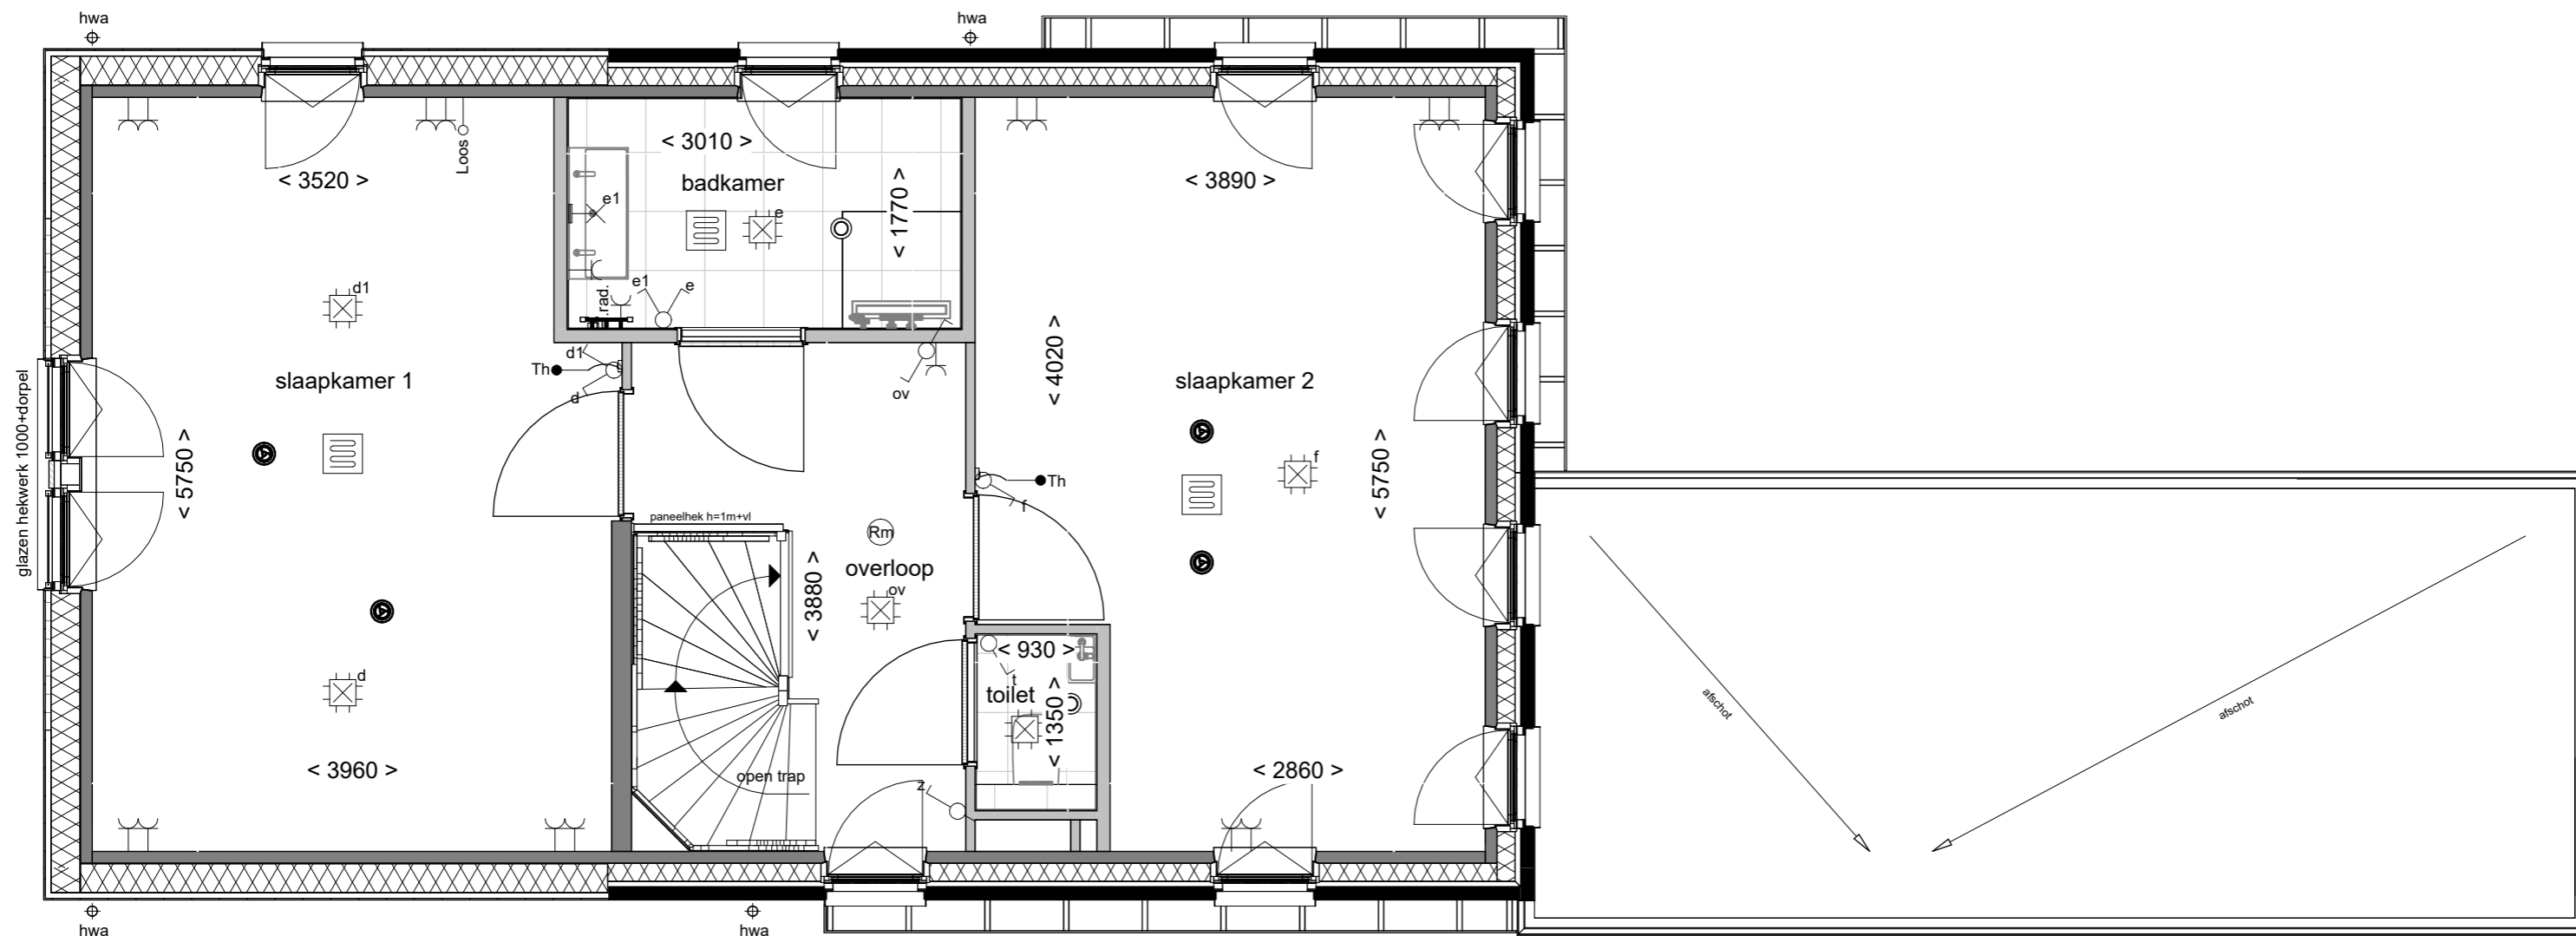 hwa
hwa
Loos
< 3520 >
< 3010 >
badkamer
< 1770 >
< 3890 >
e1
e
d1
e1
e
rad.
d1
Th
d
ov
< 4020 >
slaapkamer 1
slaapkamer 2
glazen hekwerk 1000+dorpel
< 5750 >
< 5750 >
f
Th
f
paneelhek h=1m+vl
Rm
overloop
ov
< 3880 >
< 930 >
t
toilet
< 1350 >
d
afschot
afschot
< 3960 >
open trap
z
< 2860 >
hwa
hwa